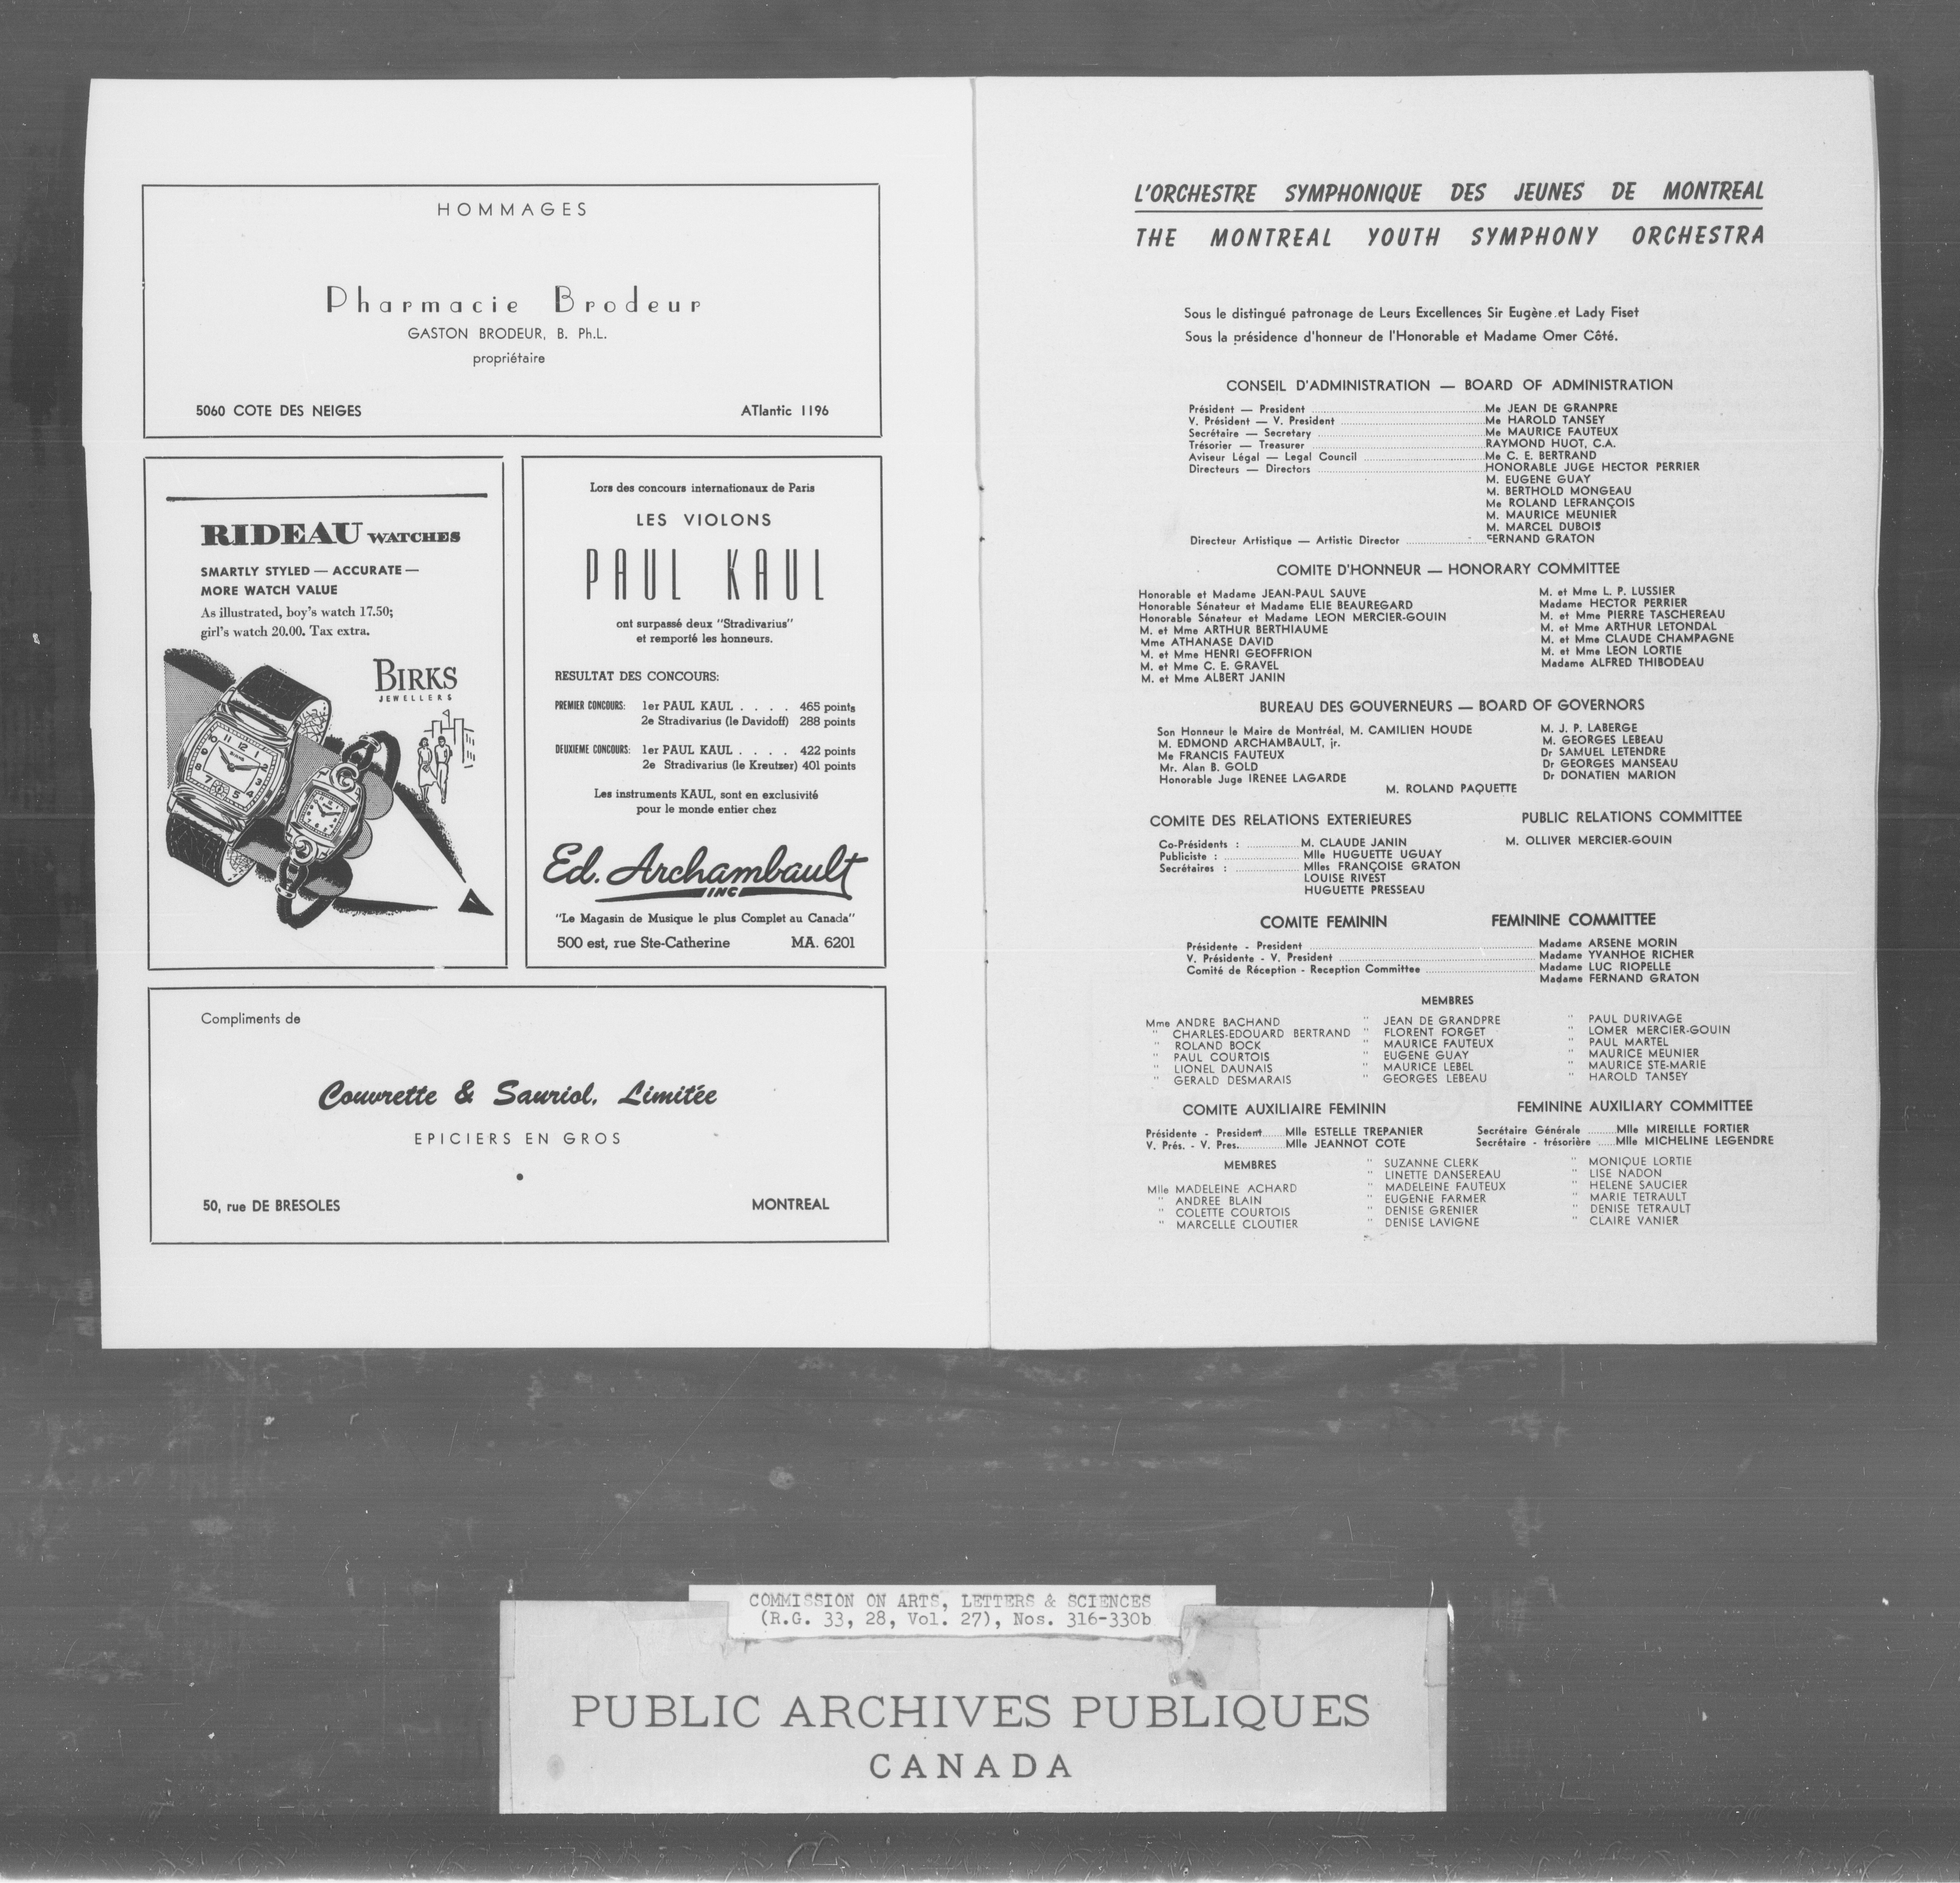 HOMMAGES
Pharmacie Brodeur
GASTON BRODEUR, B. Ph.L.
propriétaire
5060 COTE DES NEIGES ATlantic 1196
RIDEAU WATCHES
SMARTLY STYLED — ACCURATE —
MORE WATCH VALUE
As illustrated, boy's watch 17.50;
girl's watch 20.00. Tax extra.
BIRKS
JEWELLERS
Lors des concours internationaux de Paris
LES VIOLONS
PAUL KAUL
ont surpassé deux "Stradivarius"
et remporté les honneurs.
RESULTAT DES CONCOURS:
PREMIER CONCOURS: 1er PAUL KAUL . . . . 465 points
2e Stradivarius (le Davidoff) 288 points
DEUXIEME CONCOURS: 1er PAUL KAUL . . . . 422 points
2e Stradivarius (le Kreutzer) 401 points
Les instruments KAUL, sont en exclusivité
pour le monde entier chez
Ed. Archambault
INC
"Le Magasin de Musique le plus Complet au Canada"
500 est, rue Ste-Catherine MA. 6201
Compliments de
Couvrette & Sauriol, Limitée
EPICIERS EN GROS
50, rue DE BRESOLES MONTREAL
L'ORCHESTRE SYMPHONIQUE DES JEUNES DE MONTREAL
THE MONTREAL YOUTH SYMPHONY ORCHESTRA
Sous le distingué patronage de Leurs Excellences Sir Eugène et Lady Fiset
Sous la présidence d'honneur de l'Honorable et Madame Omer Côté.
CONSEIL D'ADMINISTRATION — BOARD OF ADMINISTRATION
Président — President ..... Me JEAN DE GRANPRE
V. Président — V. President ..... Me HAROLD TANSEY
Secrétaire — Secretary ..... Me MAURICE FAUTEUX
Trésorier — Treasurer ..... RAYMOND HUOT, C.A.
Aviseur Légal — Legal Council ..... Me C. E. BERTRAND
Directeurs — Directors ..... HONORABLE JUGE HECTOR PERRIER
M. EUGENE GUAY
M. BERTHOLD MONGEAU
Me ROLAND LEFRANÇOIS
M. MAURICE MEUNIER
M. MARCEL DUBOIS
Directeur Artistique — Artistic Director ..... FERNAND GRATON
COMITE D'HONNEUR — HONORARY COMMITTEE
Honorable et Madame JEAN-PAUL SAUVE
Honorable Sénateur et Madame ELIE BEAUREGARD
Honorable Sénateur et Madame LEON MERCIER-GOUIN
M. et Mme ARTHUR BERTHIAUME
Mme ATHANASE DAVID
M. et Mme HENRI GEOFFRION
M. et Mme C. E. GRAVEL
M. et Mme ALBERT JANIN
M. et Mme L. P. LUSSIER
Madame HECTOR PERRIER
M. et Mme PIERRE TASCHEREAU
M. et Mme ARTHUR LETONDAL
M. et Mme CLAUDE CHAMPAGNE
M. et Mme LEON LORTIE
Madame ALFRED THIBODEAU
BUREAU DES GOUVERNEURS — BOARD OF GOVERNORS
Son Honneur le Maire de Montréal, M. CAMILIEN HOUDE
M. EDMOND ARCHAMBAULT, jr.
Me FRANCIS FAUTEUX
Mr. Alan B. GOLD
Honorable Juge IRENEE LAGARDE
M. J. P. LABERGE
M. GEORGES LEBEAU
Dr SAMUEL LETENDRE
Dr GEORGES MANSEAU
Dr DONATIEN MARION
M. ROLAND PAQUETTE
COMITE DES RELATIONS EXTERIEURES PUBLIC RELATIONS COMMITTEE
Co-Présidents : ..... M. CLAUDE JANIN M. OLLIVER MERCIER-GOUIN
Publiciste : ..... Mlle HUGUETTE UGUAY
Secrétaires : ..... Mlles FRANÇOISE GRATON
LOUISE RIVEST
HUGUETTE PRESSEAU
COMITE FEMININ FEMININE COMMITTEE
Présidente - President ..... Madame ARSENE MORIN
V. Présidente - V. President ..... Madame YVANHOE RICHER
Comité de Réception - Reception Committee ..... Madame LUC RIOPELLE
Madame FERNAND GRATON
MEMBRES
Mme ANDRE BACHAND " JEAN DE GRANDPRE " PAUL DURIVAGE
" CHARLES-EDOUARD BERTRAND " FLORENT FORGET " LOMER MERCIER-GOUIN
" ROLAND BOCK " MAURICE FAUTEUX " PAUL MARTEL
" PAUL COURTOIS " EUGENE GUAY " MAURICE MEUNIER
" LIONEL DAUNAIS " MAURICE LEBEL " MAURICE STE-MARIE
" GERALD DESMARAIS " GEORGES LEBEAU " HAROLD TANSEY
COMITE AUXILIAIRE FEMININ FEMININE AUXILIARY COMMITTEE
Présidente - President ..... Mlle ESTELLE TREPANIER Secrétaire Générale ..... Mlle MIREILLE FORTIER
V. Prés. - V. Pres. ..... Mlle JEANNOT COTE Secrétaire - trésorière ..... Mlle MICHELINE LEGENDRE
MEMBRES " SUZANNE CLERK " MONIQUE LORTIE
" LINETTE DANSEREAU " LISE NADON
Mlle MADELEINE ACHARD " MADELEINE FAUTEUX " HELENE SAUCIER
" ANDREE BLAIN " EUGENIE FARMER " MARIE TETRAULT
" COLETTE COURTOIS " DENISE GRENIER " DENISE TETRAULT
" MARCELLE CLOUTIER " DENISE LAVIGNE " CLAIRE VANIER
COMMISSION ON ARTS, LETTERS & SCIENCES
(R.G. 33, 28, Vol. 27), Nos. 316-330b
PUBLIC ARCHIVES PUBLIQUES
CANADA